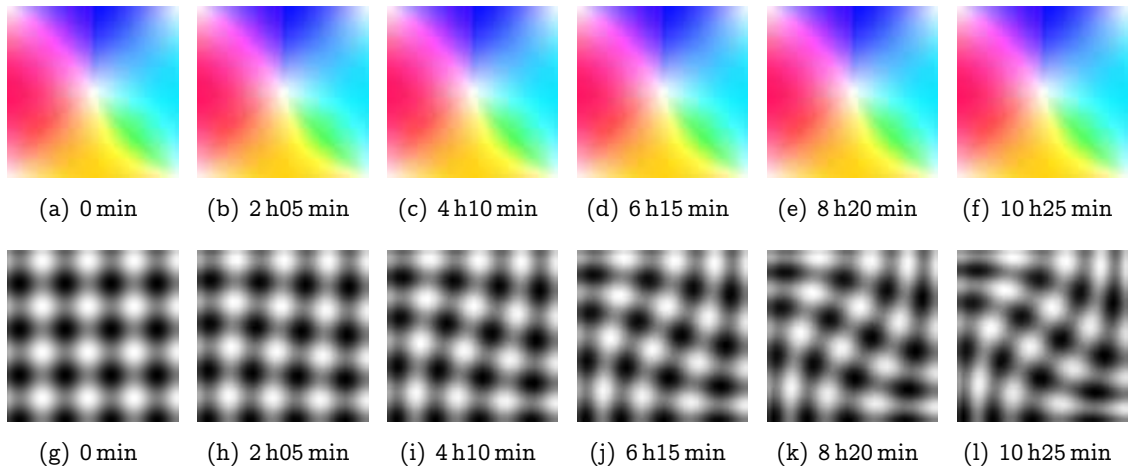 (a) 0 min (b) 2 h05 min (c) 4 h10 min (d) 6 h15 min (e) 8 h20 min (f) 10 h25 min
(g) 0 min (h) 2 h05 min (i) 4 h10 min (j) 6 h15 min (k) 8 h20 min (l) 10 h25 min